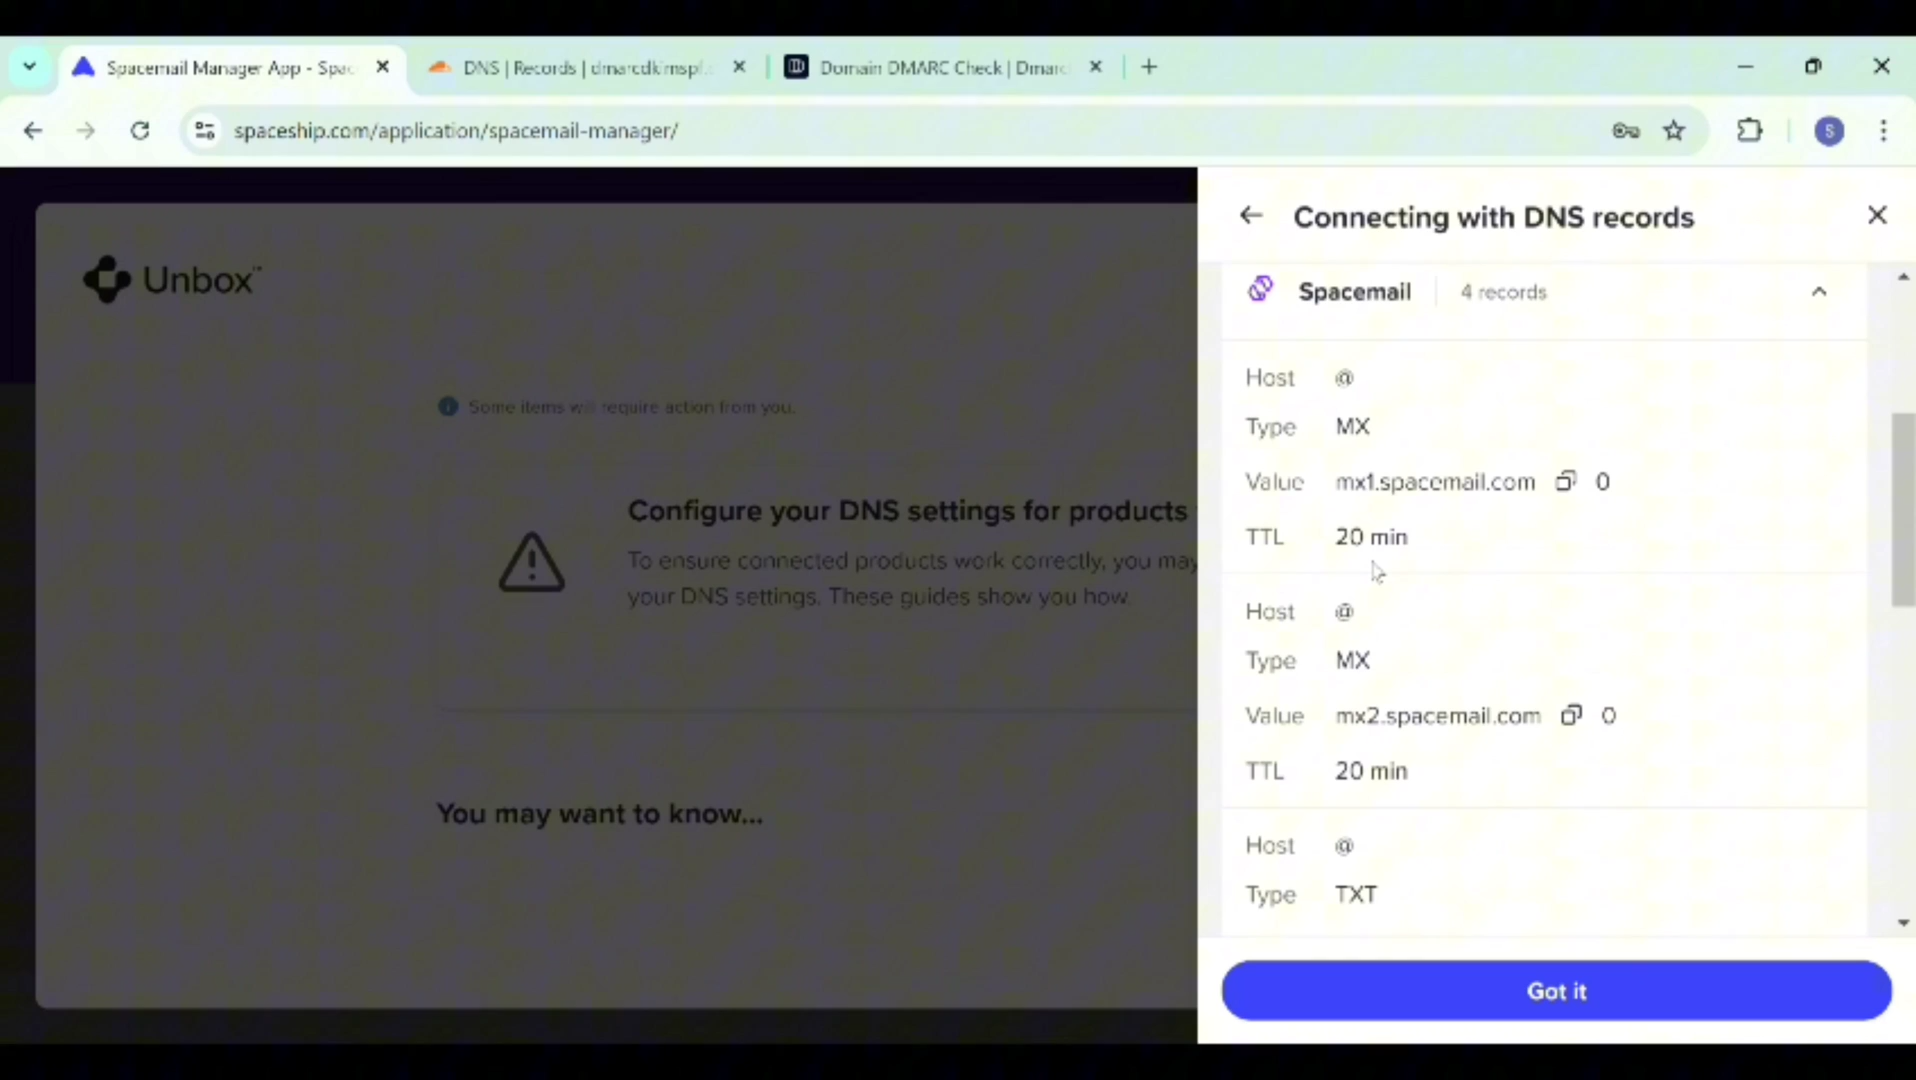 Spacemail Manager App - Spac
DNS | Records | dmarcdkimspf.
Domain DMARC Check | Dmarc
spaceship.com/application/spacemail-manager/
S
Unbox™
Some items will require action from you.
Configure your DNS settings for products
To ensure connected products work correctly, you may
your DNS settings. These guides show you how.
You may want to know...
Connecting with DNS records
Spacemail 4 records
Host @
Type MX
Value mx1.spacemail.com 0
TTL 20 min
Host @
Type MX
Value mx2.spacemail.com 0
TTL 20 min
Host @
Type TXT
Got it